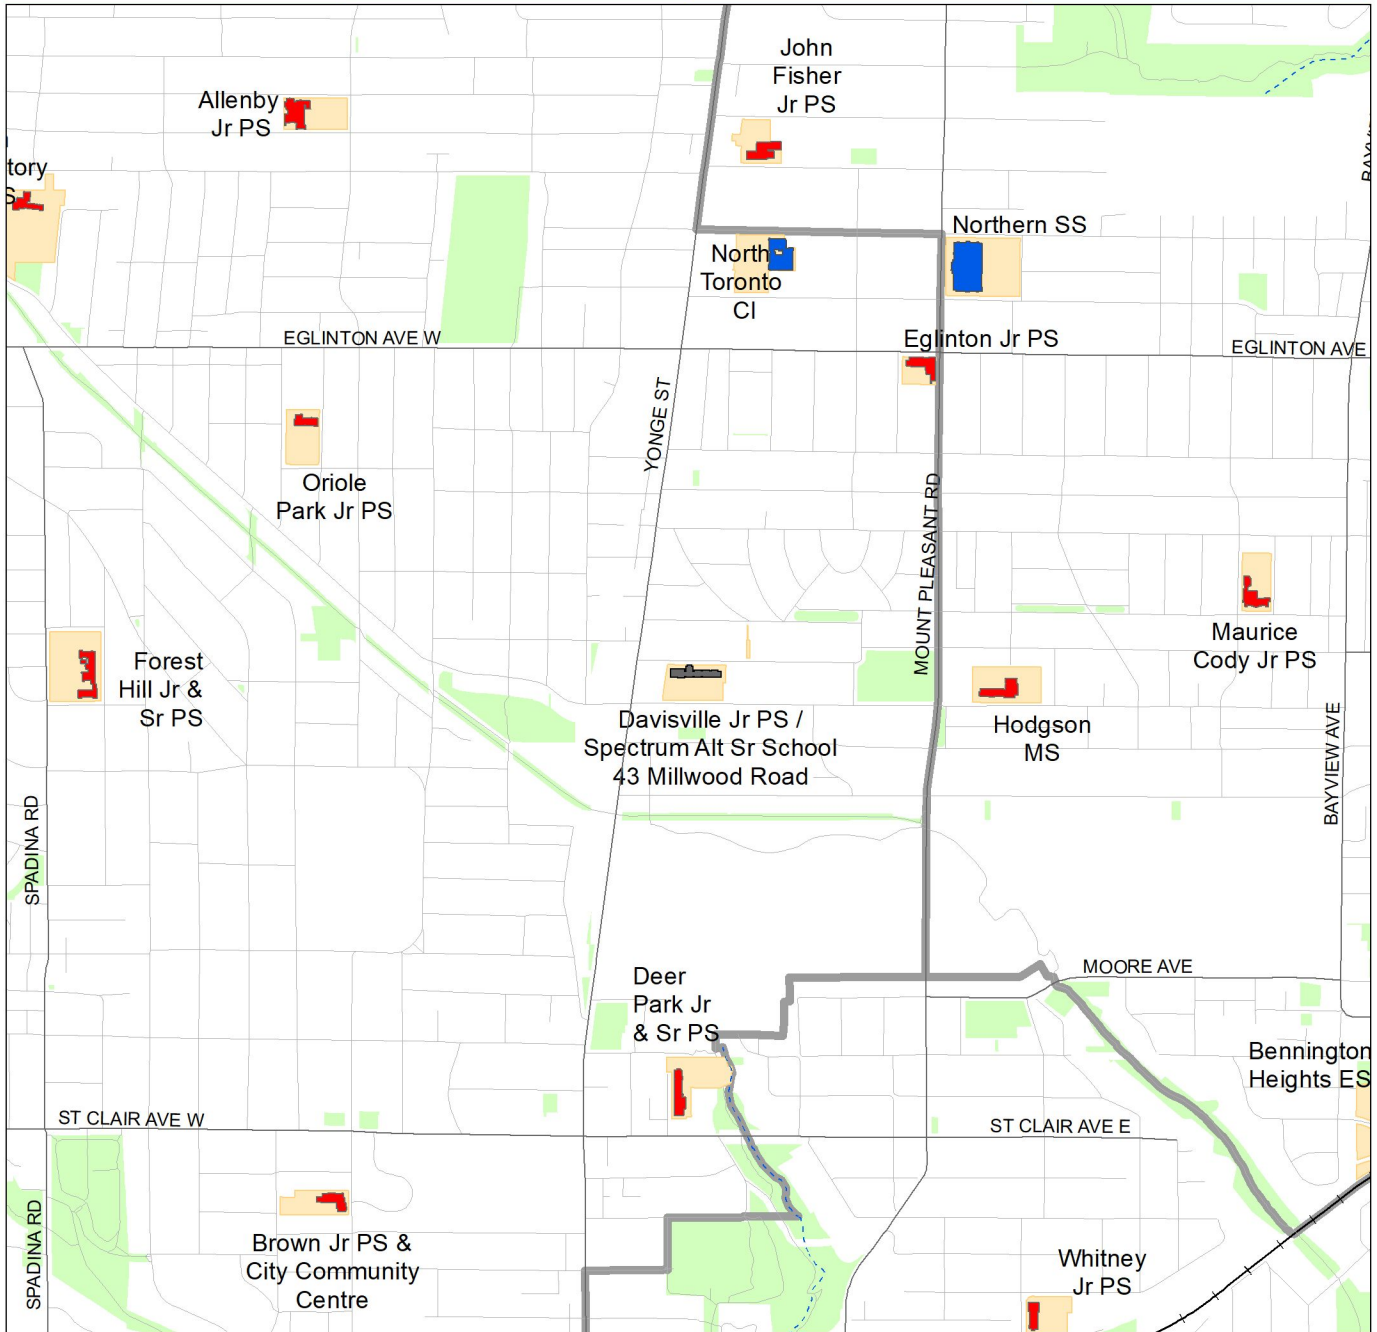 John
Fisher
Jr PS
Allenby
Jr PS
tory
S
Northern SS
North
Toronto
CI
EGLINTON AVE W
Eglinton Jr PS
EGLINTON AVE
YONGE ST
Oriole
Park Jr PS
MOUNT PLEASANT RD
Maurice
Cody Jr PS
Forest
Hill Jr &
Sr PS
Davisville Jr PS /
Spectrum Alt Sr School
43 Millwood Road
Hodgson
MS
BAYVIEW AVE
SPADINA RD
Deer
Park Jr
& Sr PS
MOORE AVE
Bennington
Heights ES
ST CLAIR AVE W
ST CLAIR AVE E
SPADINA RD
Brown Jr PS &
City Community
Centre
Whitney
Jr PS